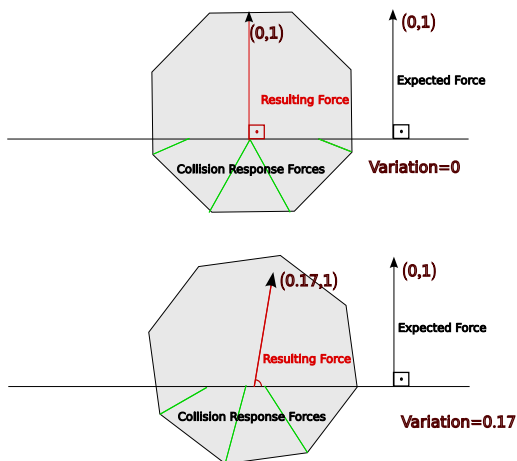 (0,1)
(0,1)
Expected Force
Resulting Force
Collision Response Forces
Variation=0
(0.17,1)
(0,1)
Expected Force
Resulting Force
Collision Response Forces
Variation=0.17